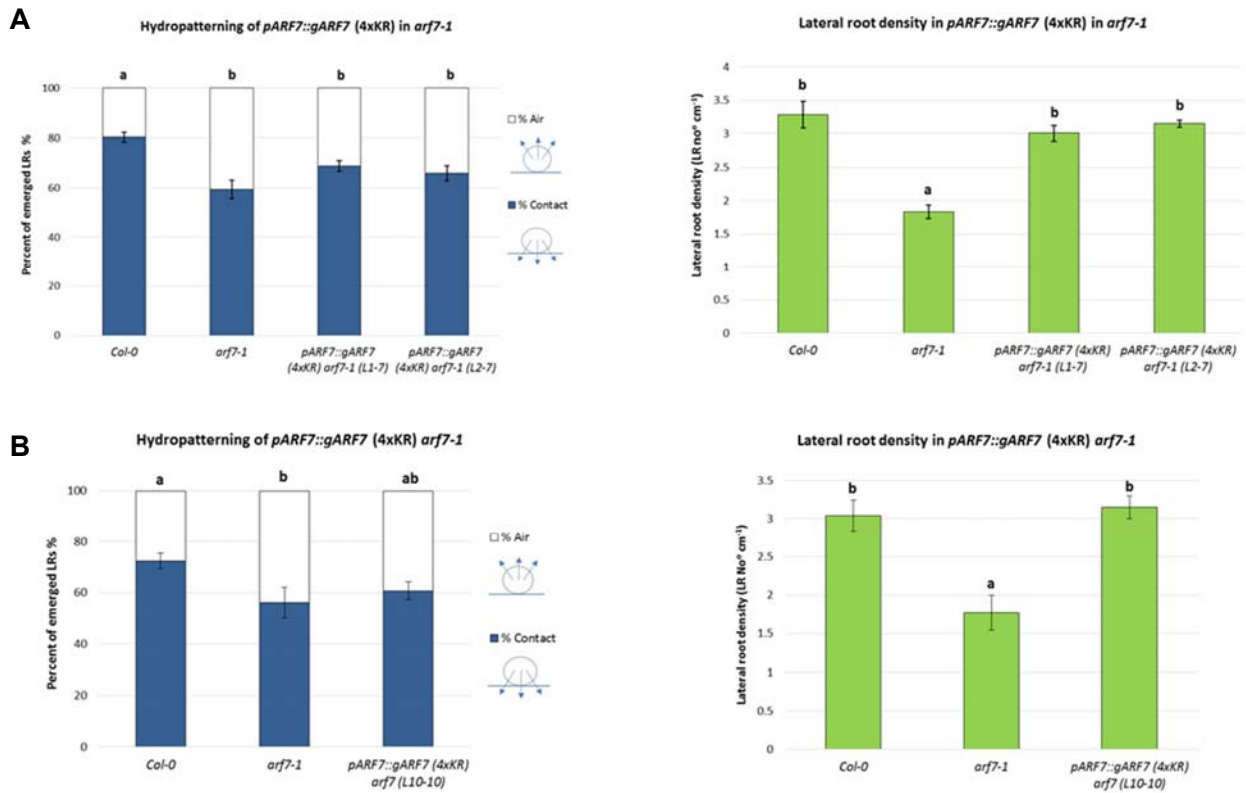 A
Hydropatterning of pARF7::gARF7 (4xKR) in arf7-1
a b b b
Percent of emerged LRs %
100
80
60
40
20
0
Col-0
arf7-1
pARF7::gARF7
(4xKR) arf7-1 (L1-7)
pARF7::gARF7
(4xKR) arf7-1 (L2-7)
% Air
% Contact
Lateral root density in pARF7::gARF7 (4xKR) in arf7-1
Lateral root density (LR noº cm⁻¹)
4
3.5
3
2.5
2
1.5
1
0.5
0
b
a
b
b
Col-0
arf7-1
pARF7::gARF7 (4xKR)
arf7-1 (L1-7)
pARF7::gARF7 (4xKR)
arf7-1 (L2-7)
B
Hydropatterning of pARF7::gARF7 (4xKR) arf7-1
a b ab
Percent of emerged LRs %
100
80
60
40
20
0
Col-0
arf7-1
pARF7::gARF7 (4xKR)
arf7 (L10-10)
% Air
% Contact
Lateral root density in pARF7::gARF7 (4xKR) arf7-1
Lateral root density (LR Noº cm⁻¹)
3.5
3
2.5
2
1.5
1
0.5
0
b
a
b
Col-0
arf7-1
pARF7::gARF7 (4xKR)
arf7 (L10-10)